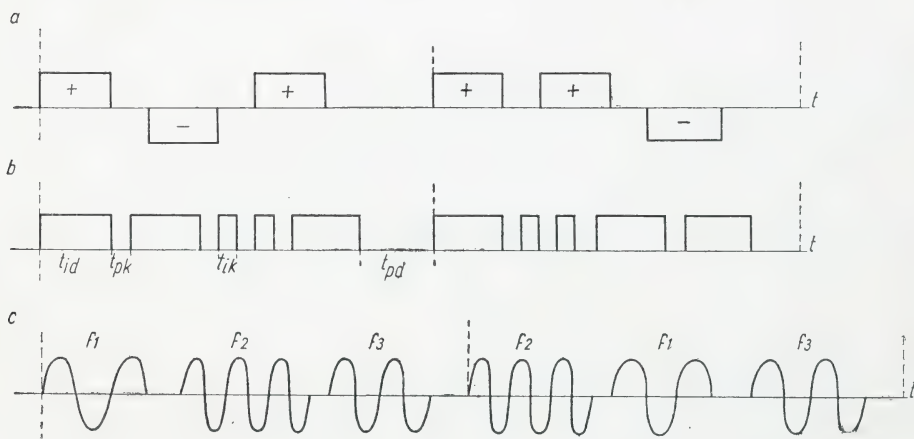 a
+ - + + + - t
b
t
t_id t_pk t_ik t_pd
c
f1 f2 f3 f2 f1 f3
t